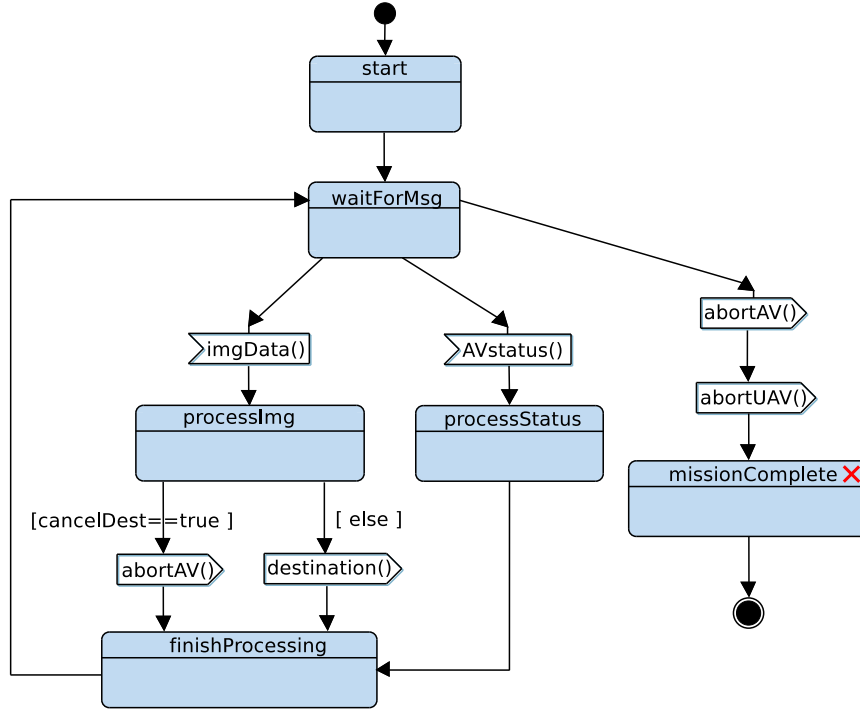 start
waitForMsg
abortAV()
imgData()
AVstatus()
abortUAV()
processImg
processStatus
missionComplete
[cancelDest==true ]
[ else ]
abortAV()
destination()
finishProcessing